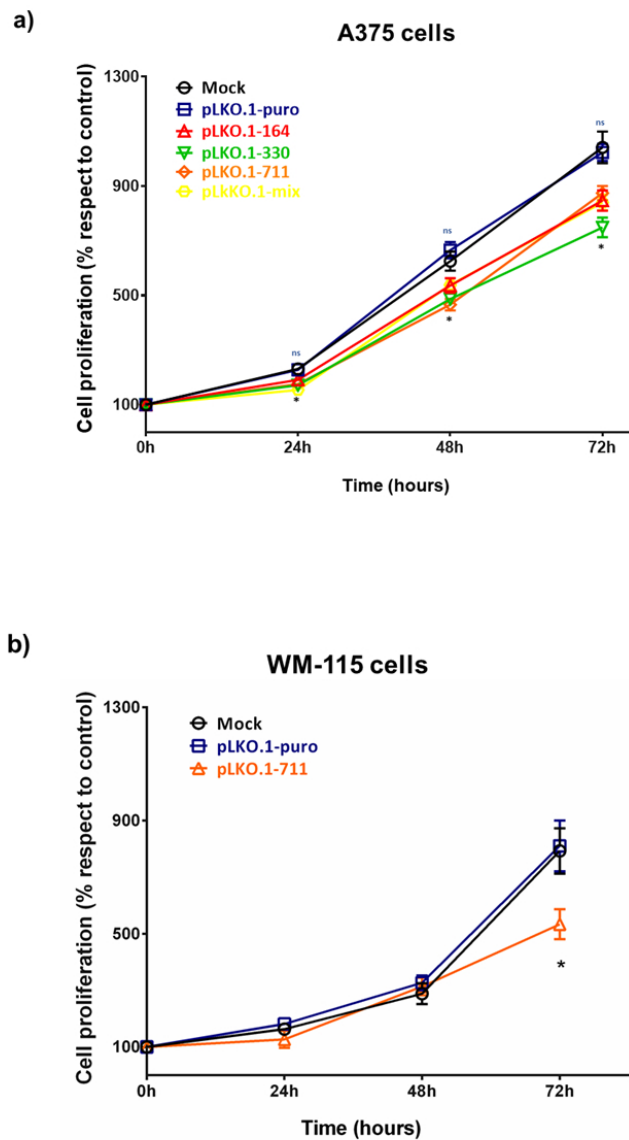 a)
A375 cells
Cell proliferation (% respect to control)
1300
900
500
100
Mock
pLKO.1-puro
pLKO.1-164
pLKO.1-330
pLKO.1-711
pLkKO.1-mix
ns
ns
ns
*
*
*
0h
24h
48h
72h
Time (hours)
b)
WM-115 cells
Cell proliferation (% respect to control)
1300
900
500
100
Mock
pLKO.1-puro
pLKO.1-711
*
0h
24h
48h
72h
Time (hours)